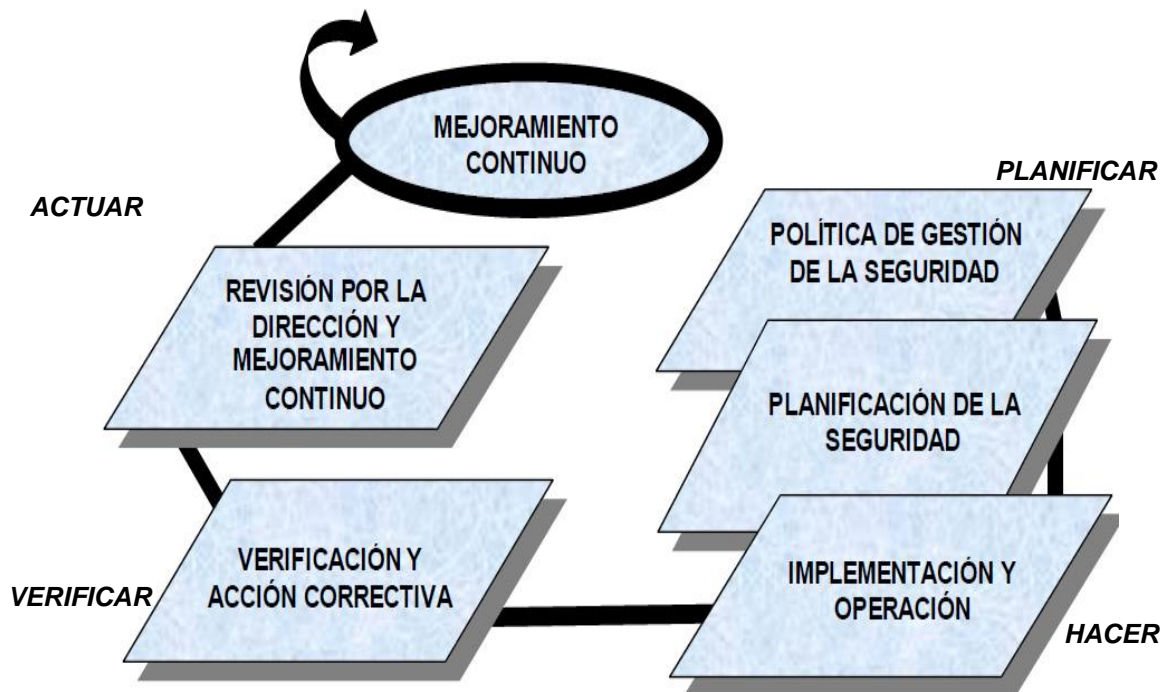 MEJORAMIENTO
CONTINUO
PLANIFICAR
ACTUAR
POLÍTICA DE GESTIÓN
DE LA SEGURIDAD
REVISIÓN POR LA
DIRECCIÓN Y
MEJORAMIENTO
CONTINUO
PLANIFICACIÓN DE LA
SEGURIDAD
VERIFICACIÓN Y
ACCIÓN CORRECTIVA
VERIFICAR
IMPLEMENTACIÓN Y
OPERACIÓN
HACER